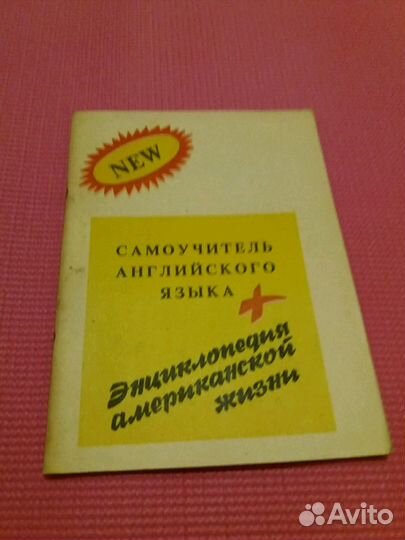 NEW
САМОУЧИТЕЛЬ
АНГЛИЙСКОГО
ЯЗЫКА +
Энциклопедия
американской
жизни
Avito